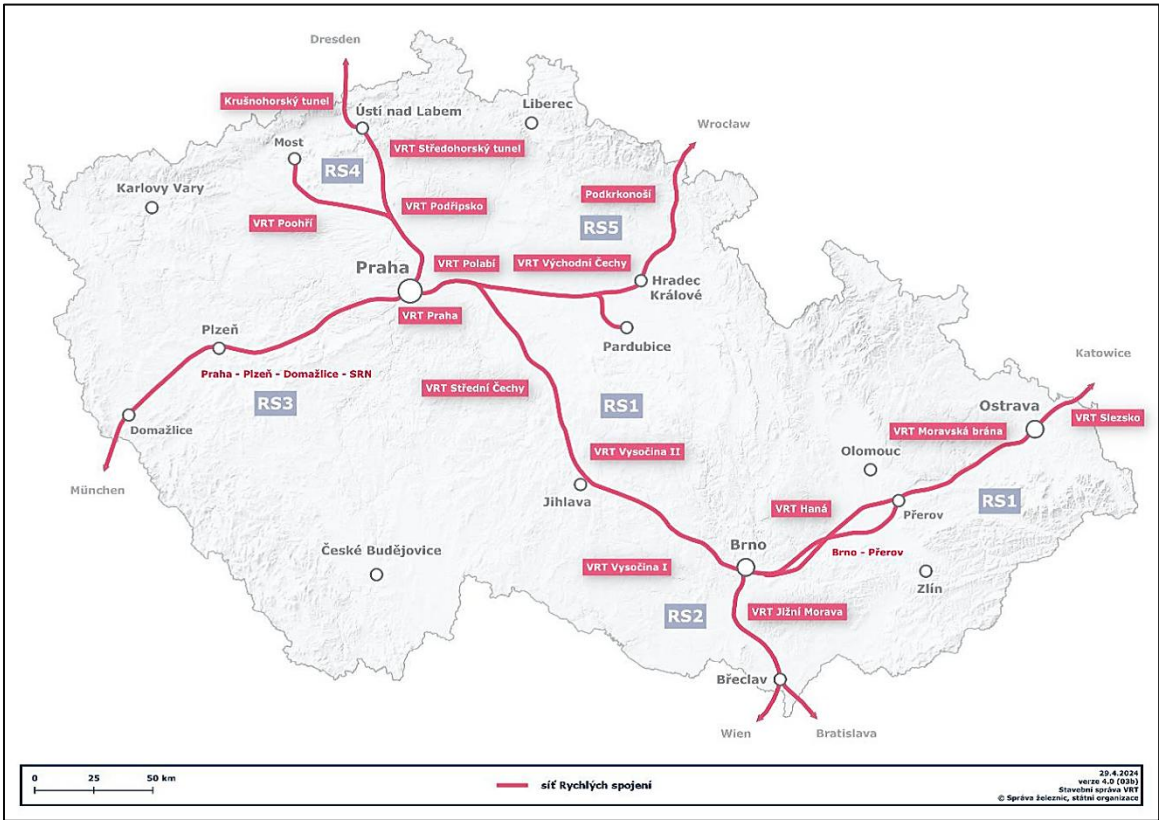 Dresden
Krušnohorský tunel
Ústí nad Labem
Liberec
Wrocław
Most
VRT Středohorský tunel
RS4
Karlovy Vary
Podkrkonoší
VRT Podřipsko
VRT Poohří
RS5
Praha
VRT Polabí
VRT Východní Čechy
Hradec
Králové
VRT Praha
Plzeň
Pardubice
Katowice
Praha - Plzeň - Domažlice - SRN
VRT Střední Čechy
RS3
RS1
Ostrava
VRT Slezsko
Domažlice
VRT Moravská brána
VRT Vysočina II
Olomouc
München
Jihlava
RS1
VRT Haná
Přerov
Brno
Brno - Přerov
České Budějovice
VRT Vysočina I
Zlín
RS2
VRT Jižní Morava
Břeclav
Wien
Bratislava
0 25 50 km
síť Rychlých spojení
29.4.2024
verze 4.0 (03b)
Stavební správa VRT
© Správa železnic, státní organizace